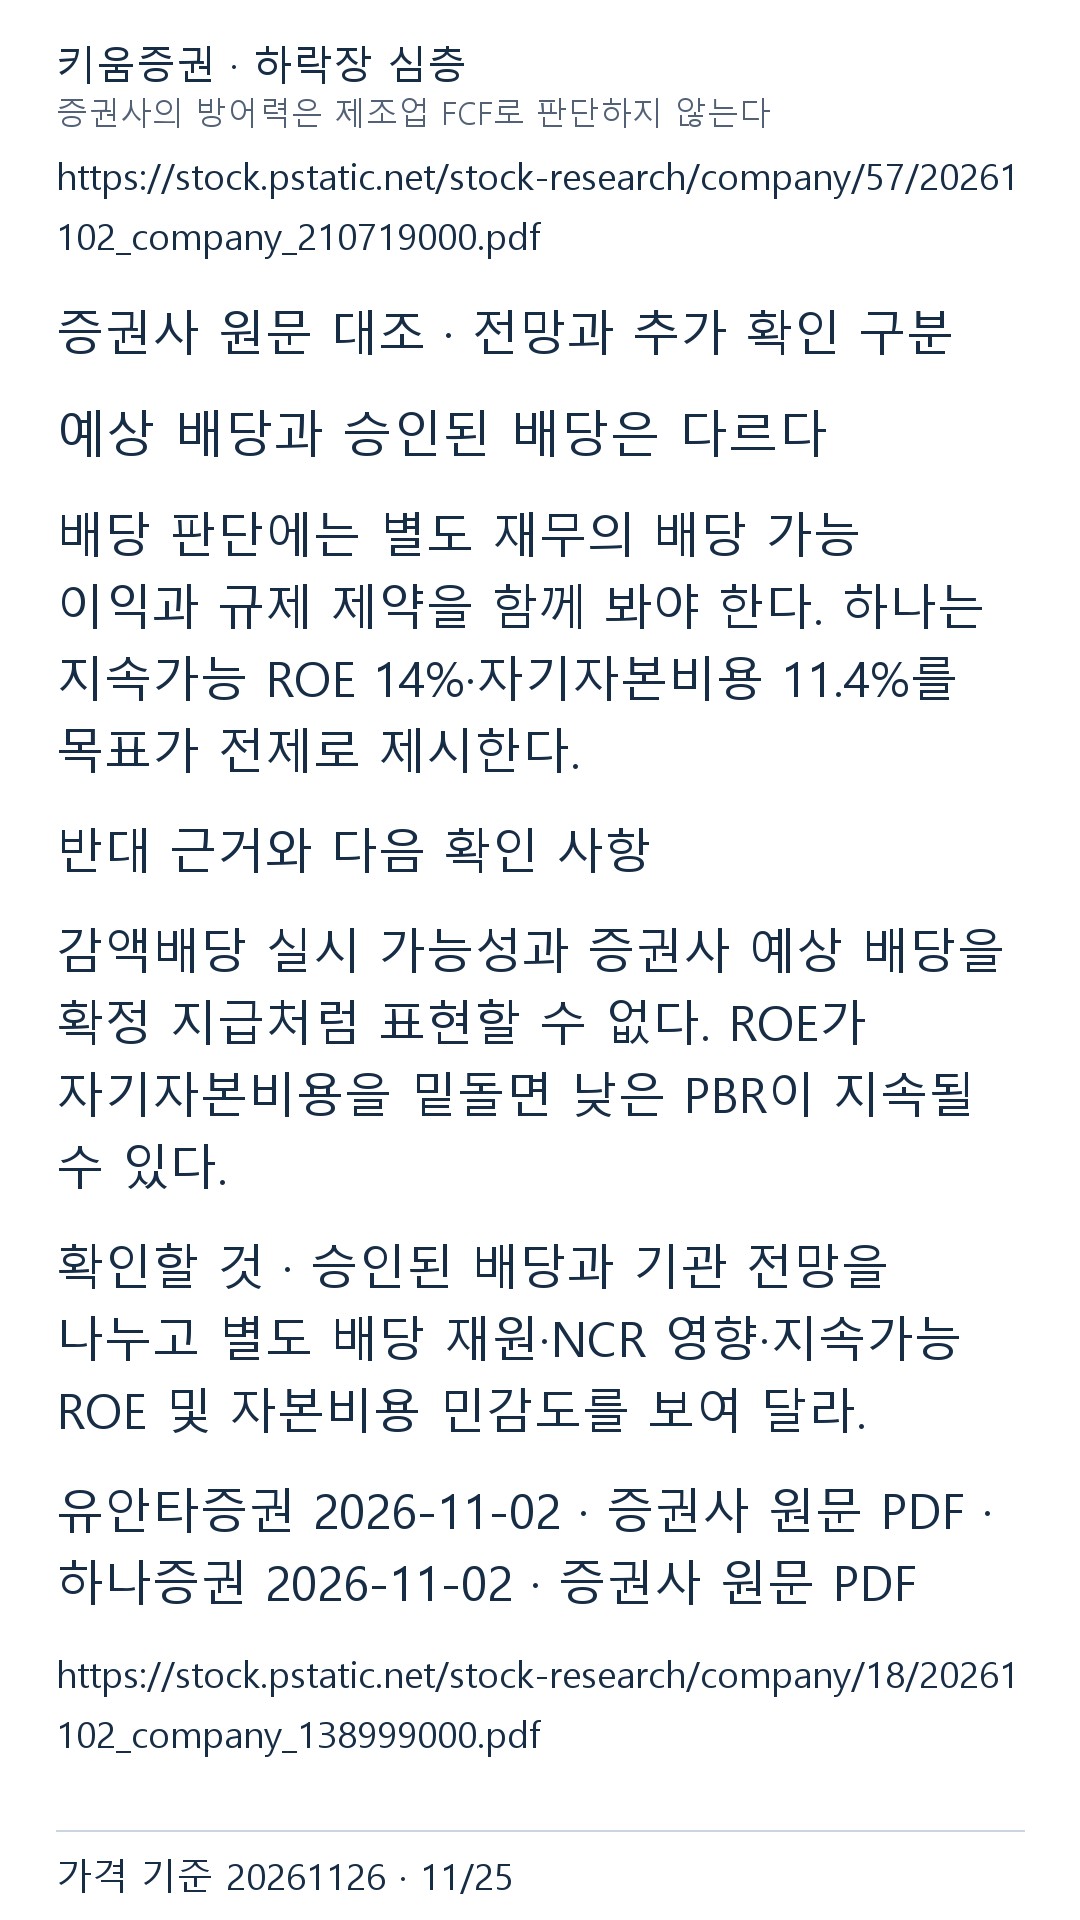 키움증권 · 하락장 심층
증권사의 방어력은 제조업 FCF로 판단하지 않는다
https://stock.pstatic.net/stock-research/company/57/20261
102_company_210719000.pdf
증권사 원문 대조 · 전망과 추가 확인 구분
예상 배당과 승인된 배당은 다르다
배당 판단에는 별도 재무의 배당 가능
이익과 규제 제약을 함께 봐야 한다. 하나는
지속가능 ROE 14%·자기자본비용 11.4%를
목표가 전제로 제시한다.
반대 근거와 다음 확인 사항
감액배당 실시 가능성과 증권사 예상 배당을
확정 지급처럼 표현할 수 없다. ROE가
자기자본비용을 밑돌면 낮은 PBR이 지속될
수 있다.
확인할 것 · 승인된 배당과 기관 전망을
나누고 별도 배당 재원·NCR 영향·지속가능
ROE 및 자본비용 민감도를 보여 달라.
유안타증권 2026-11-02 · 증권사 원문 PDF ·
하나증권 2026-11-02 · 증권사 원문 PDF
https://stock.pstatic.net/stock-research/company/18/20261
102_company_138999000.pdf
가격 기준 20261126 · 11/25